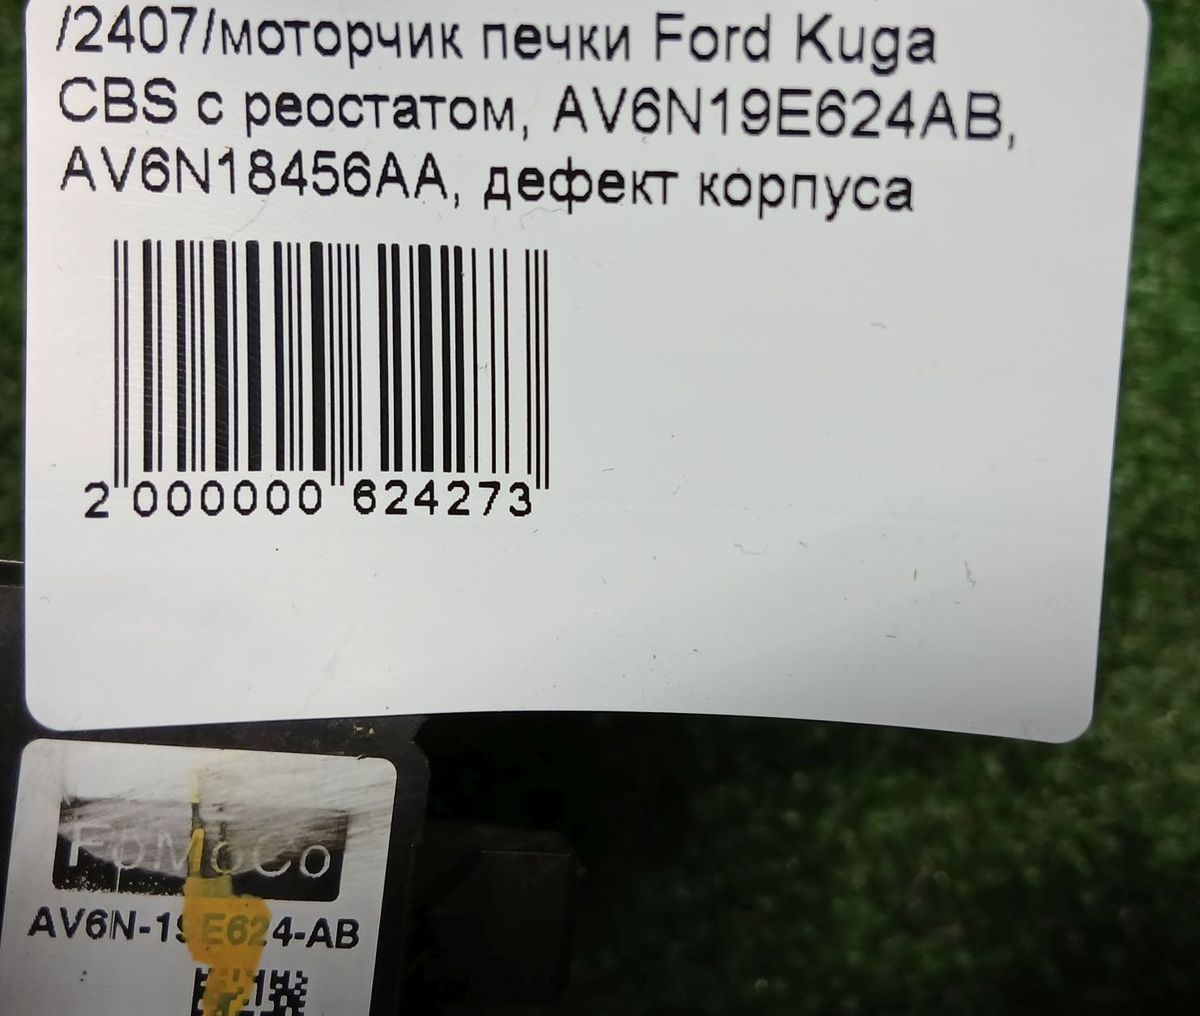 /2407/моторчик печки Ford Kuga
CBS с реостатом, AV6N19E624AB,
AV6N18456AA, дефект корпуса
2 000000 624273
FoMoCo
AV6N-19E624-AB